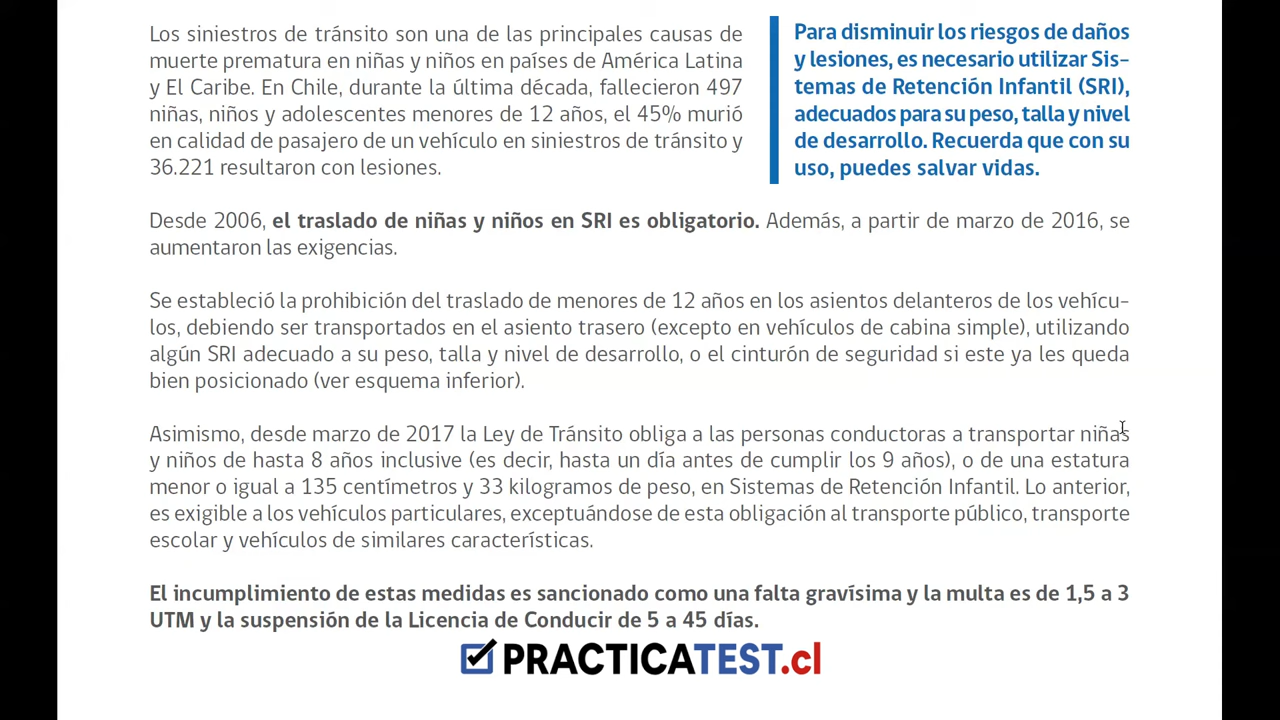 Los siniestros de tránsito son una de las principales causas de
muerte prematura en niñas y niños en países de América Latina
y El Caribe. En Chile, durante la última década, fallecieron 497
niñas, niños y adolescentes menores de 12 años, el 45% murió
en calidad de pasajero de un vehículo en siniestros de tránsito y
36.221 resultaron con lesiones.
Para disminuir los riesgos de daños
y lesiones, es necesario utilizar Sis-
temas de Retención Infantil (SRI),
adecuados para su peso, talla y nivel
de desarrollo. Recuerda que con su
uso, puedes salvar vidas.
Desde 2006, el traslado de niñas y niños en SRI es obligatorio. Además, a partir de marzo de 2016, se
aumentaron las exigencias.
Se estableció la prohibición del traslado de menores de 12 años en los asientos delanteros de los vehícu-
los, debiendo ser transportados en el asiento trasero (excepto en vehículos de cabina simple), utilizando
algún SRI adecuado a su peso, talla y nivel de desarrollo, o el cinturón de seguridad si este ya les queda
bien posicionado (ver esquema inferior).
Asimismo, desde marzo de 2017 la Ley de Tránsito obliga a las personas conductoras a transportar niñas
y niños de hasta 8 años inclusive (es decir, hasta un día antes de cumplir los 9 años), o de una estatura
menor o igual a 135 centímetros y 33 kilogramos de peso, en Sistemas de Retención Infantil. Lo anterior,
es exigible a los vehículos particulares, exceptuándose de esta obligación al transporte público, transporte
escolar y vehículos de similares características.
El incumplimiento de estas medidas es sancionado como una falta gravísima y la multa es de 1,5 a 3
UTM y la suspensión de la Licencia de Conducir de 5 a 45 días.
PRACTICATEST.cl